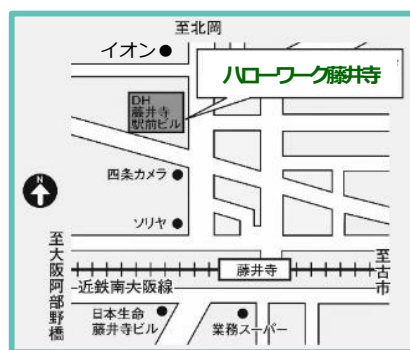 至北岡
イオン
ハローワーク藤井寺
DH
藤井寺
駅前ビル
四条カメラ
N
ソリヤ
至大阪阿部野橋
藤井寺
至古市
近鉄南大阪線
日本生命
藤井寺ビル
業務スーパー